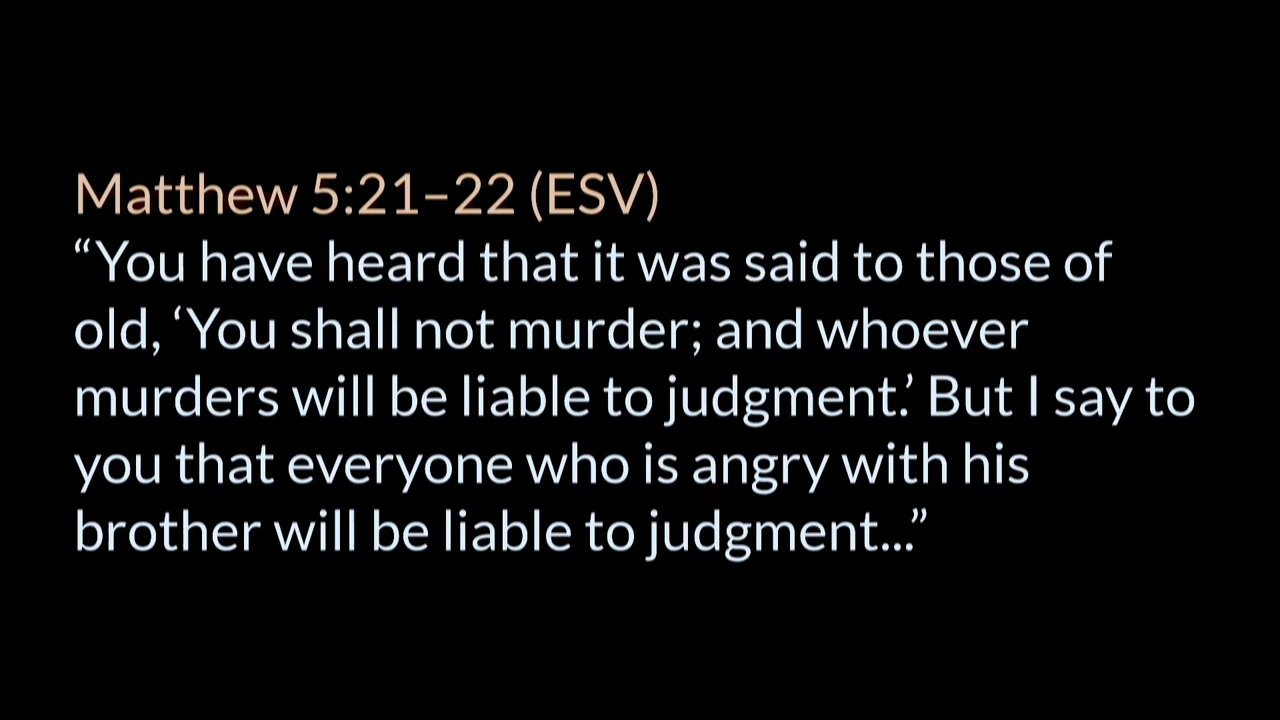 Matthew 5:21–22 (ESV)
“You have heard that it was said to those of
old, ‘You shall not murder; and whoever
murders will be liable to judgment.’ But I say to
you that everyone who is angry with his
brother will be liable to judgment...”